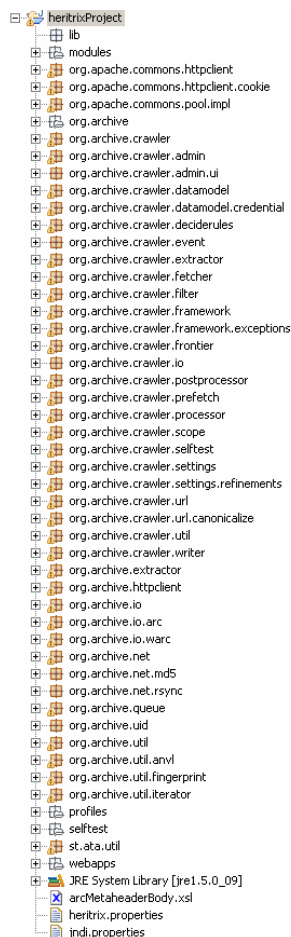 heritrixProject
lib
modules
org.apache.commons.httpclient
org.apache.commons.httpclient.cookie
org.apache.commons.pool.impl
org.archive
org.archive.crawler
org.archive.crawler.admin
org.archive.crawler.admin.ui
org.archive.crawler.datamodel
org.archive.crawler.datamodel.credential
org.archive.crawler.deciderules
org.archive.crawler.event
org.archive.crawler.extractor
org.archive.crawler.fetcher
org.archive.crawler.filter
org.archive.crawler.framework
org.archive.crawler.framework.exceptions
org.archive.crawler.frontier
org.archive.crawler.io
org.archive.crawler.postprocessor
org.archive.crawler.prefetch
org.archive.crawler.processor
org.archive.crawler.scope
org.archive.crawler.selftest
org.archive.crawler.settings
org.archive.crawler.settings.refinements
org.archive.crawler.url
org.archive.crawler.url.canonicalize
org.archive.crawler.util
org.archive.crawler.writer
org.archive.extractor
org.archive.httpclient
org.archive.io
org.archive.io.arc
org.archive.io.warc
org.archive.net
org.archive.net.md5
org.archive.net.rsync
org.archive.queue
org.archive.uid
org.archive.util
org.archive.util.anvl
org.archive.util.fingerprint
org.archive.util.iterator
profiles
selftest
st.ata.util
webapps
JRE System Library [jre1.5.0_09]
arcMetaheaderBody.xsl
heritrix.properties
jndi.properties